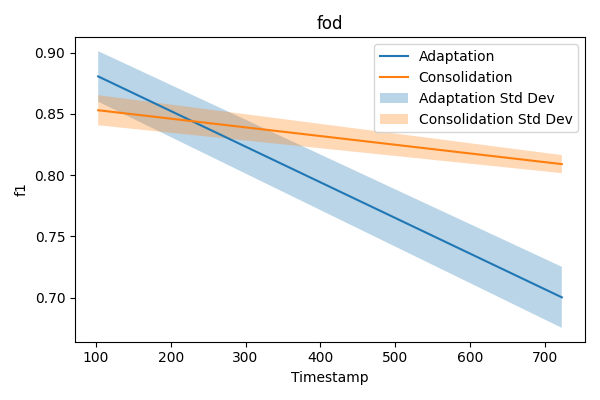 fod
0.90
0.85
0.80
0.75
0.70
f1
Adaptation
Consolidation
Adaptation Std Dev
Consolidation Std Dev
100 200 300 400 500 600 700
Timestamp